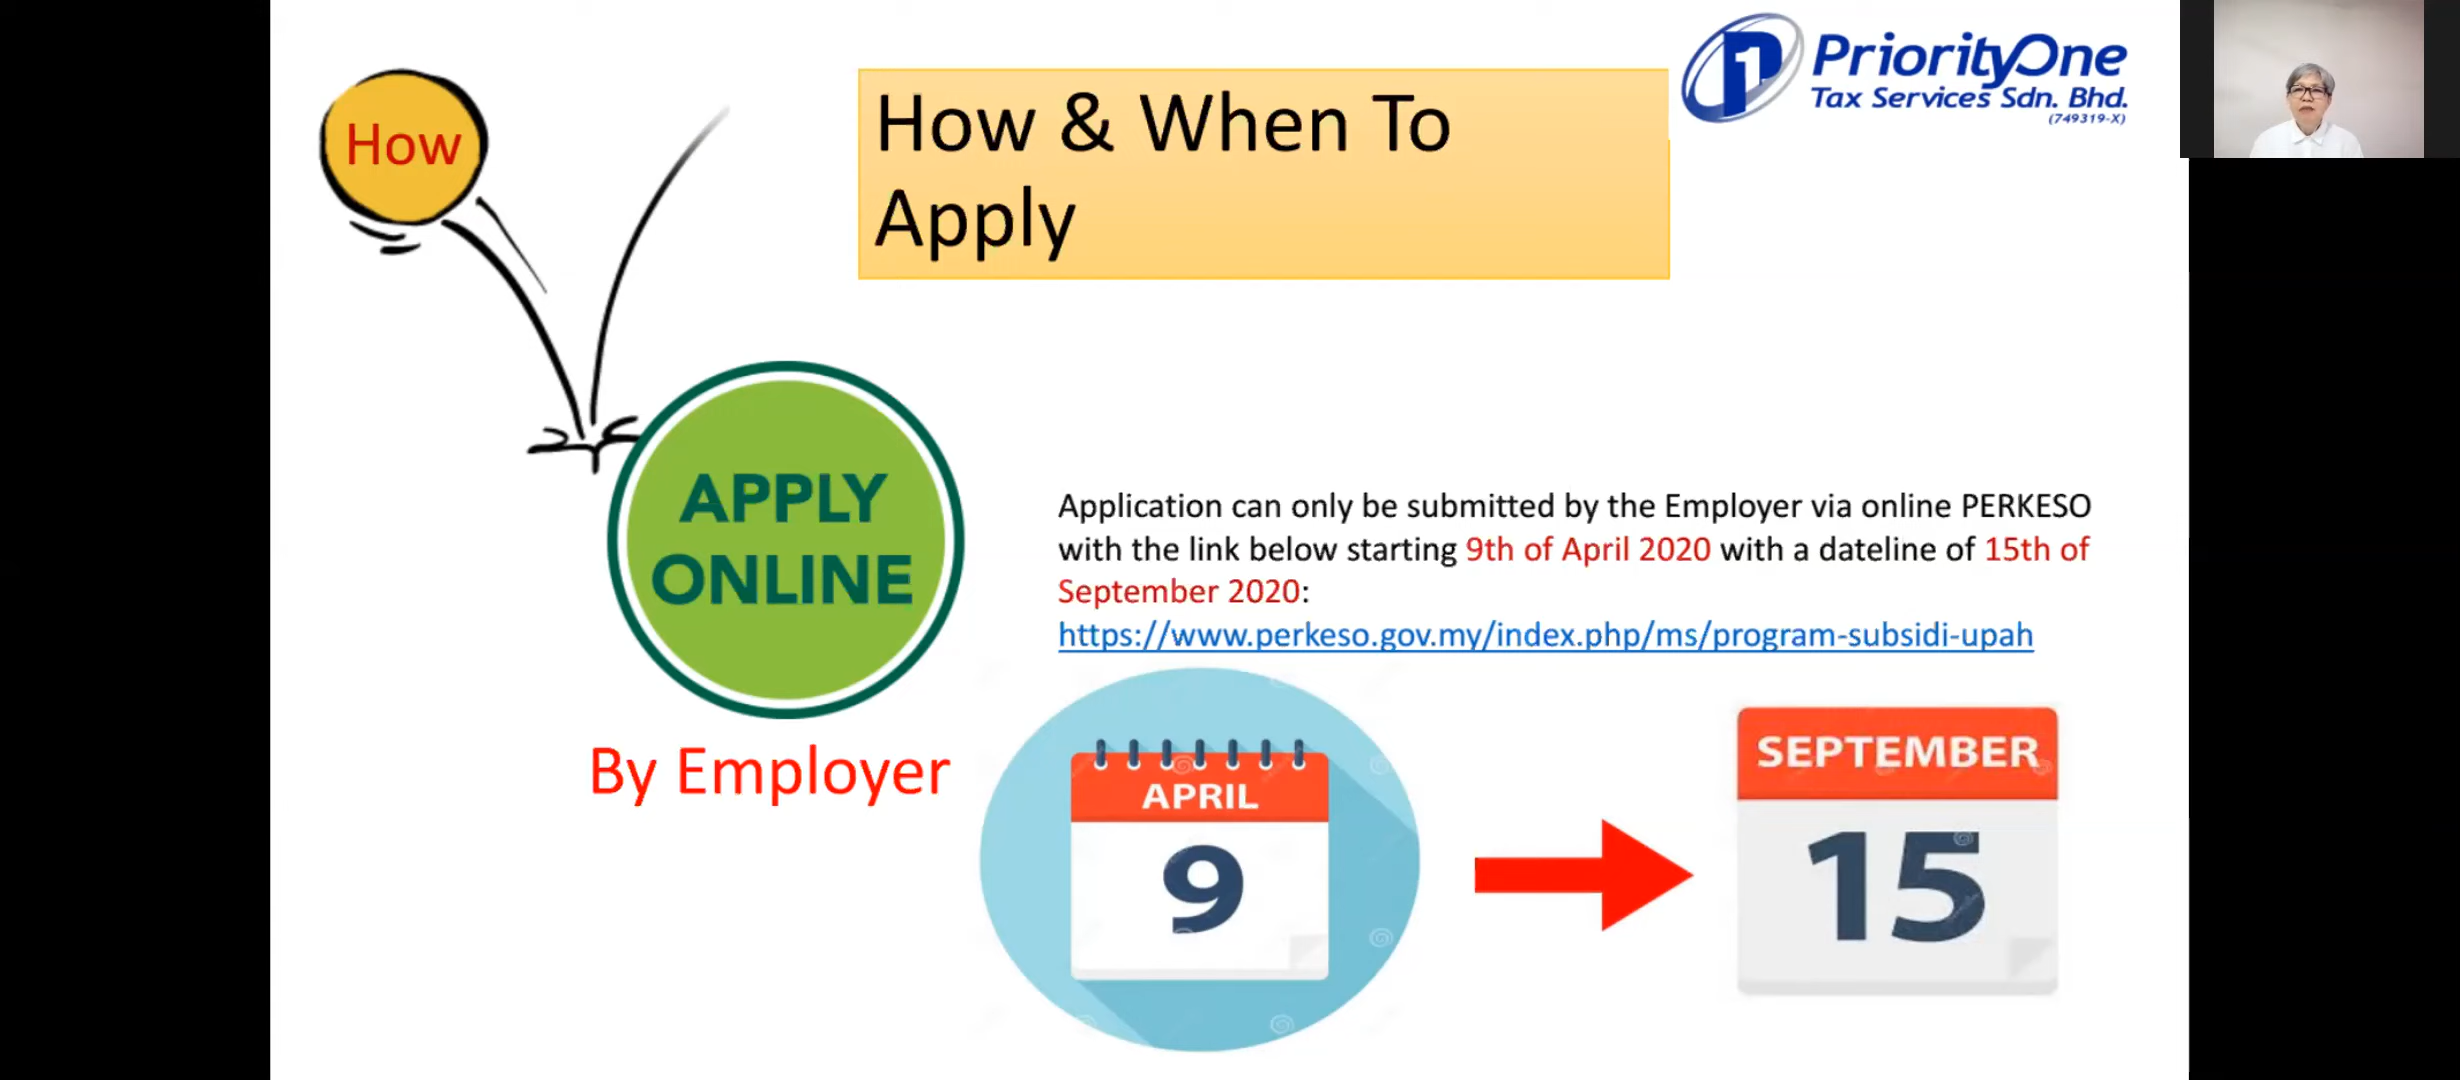 How
How & When To
Apply
1
PriorityOne
Tax Services Sdn. Bhd.
(749319-X)
APPLY
ONLINE
By Employer
Application can only be submitted by the Employer via online PERKESO
with the link below starting 9th of April 2020 with a dateline of 15th of
September 2020:
https://www.perkeso.gov.my/index.php/ms/program-subsidi-upah
APRIL
9
SEPTEMBER
15